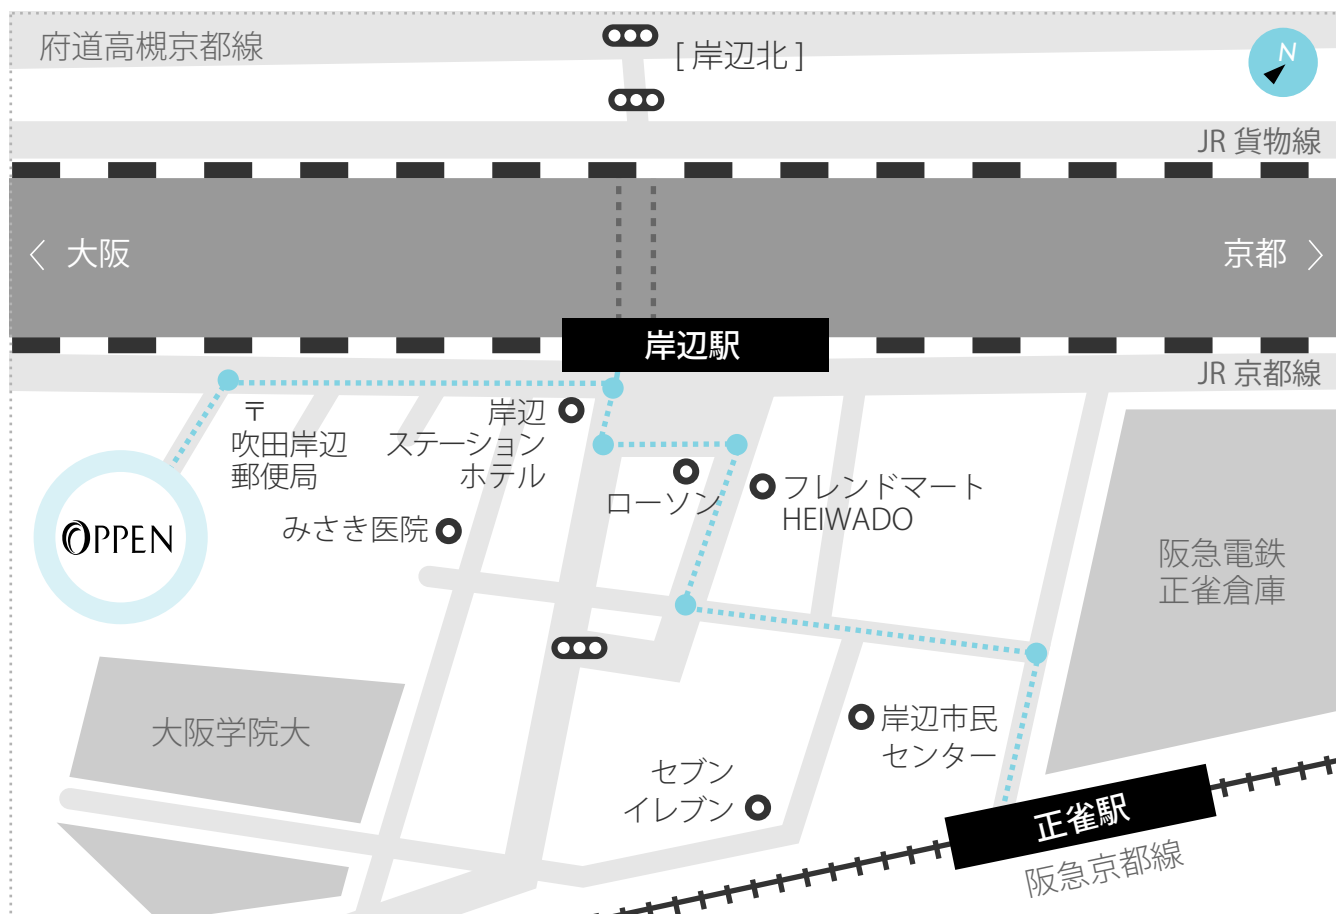 府道高槻京都線
[ 岸辺北 ]
N
JR 貨物線
大阪
京都
岸辺駅
JR 京都線
〒
吹田岸辺
郵便局
岸辺
ステーション
ホテル
ローソン
フレンドマート
HEIWADO
みさき医院
OPPEN
阪急電鉄
正雀倉庫
大阪学院大
岸辺市民
センター
セブン
イレブン
正雀駅
阪急京都線